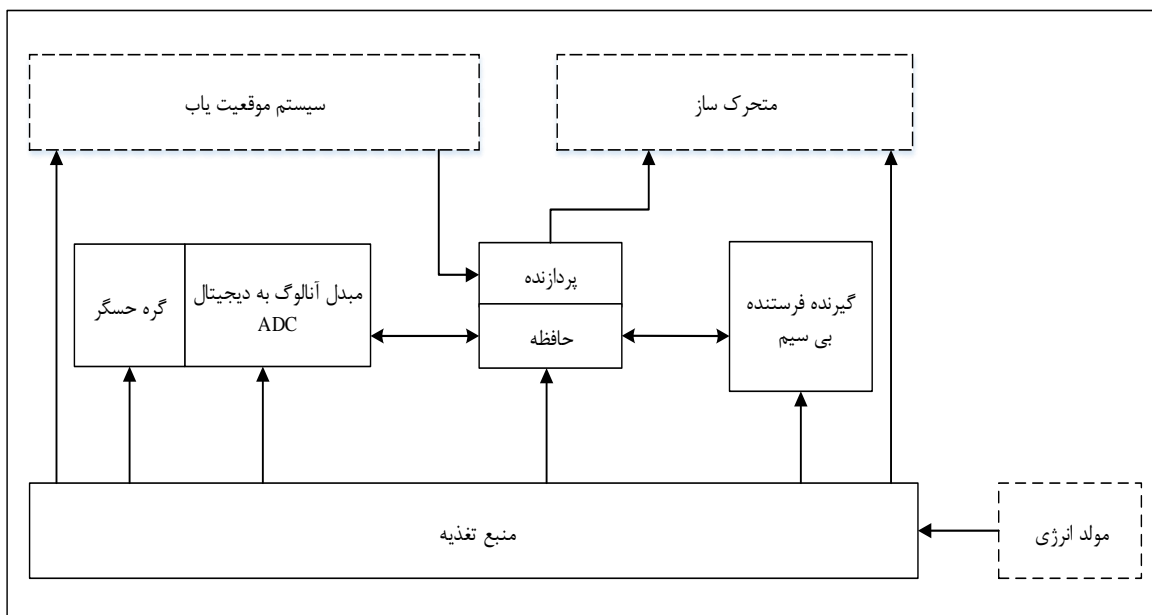 سیستم موقعیت یاب
متحرک ساز
گره حسگر
مبدل آنالوگ به دیجیتال
ADC
پردازنده
حافظه
گیرنده فرستنده
بی سیم
منبع تغذیه
مولد انرژی